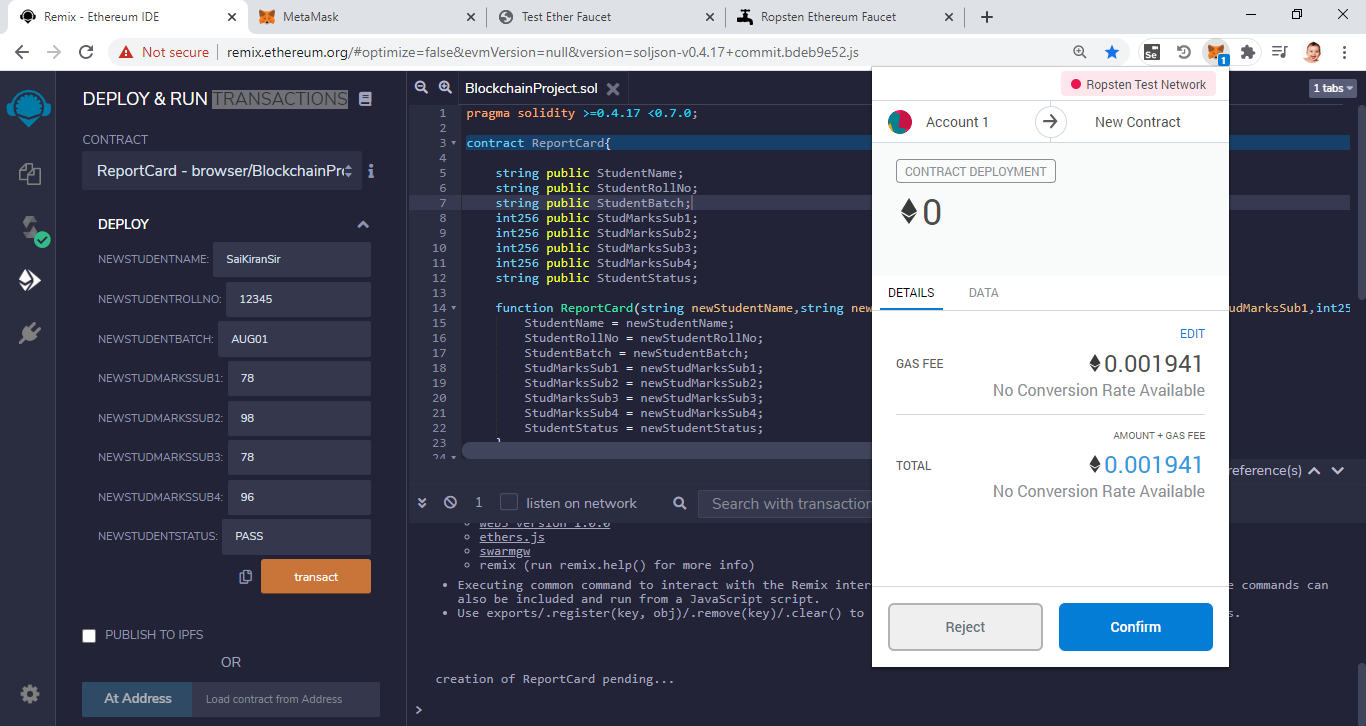 Remix - Ethereum IDE
MetaMask
Test Ether Faucet
Ropsten Ethereum Faucet
Not secure
remix.ethereum.org/#optimize=false&evmVersion=null&version=soljson-v0.4.17+commit.bdeb9e52.js
Se
1
DEPLOY & RUN TRANSACTIONS
CONTRACT
ReportCard - browser/BlockchainPr
DEPLOY
NEWSTUDENTNAME: SaiKiranSir
NEWSTUDENTROLLNO: 12345
NEWSTUDENTBATCH: AUG01
NEWSTUDMARKSSUB1: 78
NEWSTUDMARKSSUB2: 98
NEWSTUDMARKSSUB3: 78
NEWSTUDMARKSSUB4: 96
NEWSTUDENTSTATUS: PASS
transact
PUBLISH TO IPFS
OR
At Address Load contract from Address
BlockchainProject.sol
1 tabs
1 pragma solidity >=0.4.17 <0.7.0;
2
3 contract ReportCard{
4
5 string public StudentName;
6 string public StudentRollNo;
7 string public StudentBatch;
8 int256 public StudMarksSub1;
9 int256 public StudMarksSub2;
10 int256 public StudMarksSub3;
11 int256 public StudMarksSub4;
12 string public StudentStatus;
13
14 function ReportCard(string newStudentName,string new udMarksSub1,int25
15 StudentName = newStudentName;
16 StudentRollNo = newStudentRollNo;
17 StudentBatch = newStudentBatch;
18 StudMarksSub1 = newStudMarksSub1;
19 StudMarksSub2 = newStudMarksSub2;
20 StudMarksSub3 = newStudMarksSub3;
21 StudMarksSub4 = newStudMarksSub4;
22 StudentStatus = newStudentStatus;
23 }
24
reference(s)
1 listen on network Search with transaction
web3 version 1.0.0
ethers.js
swarmgw
remix (run remix.help() for more info)
• Executing common command to interact with the Remix inter e commands can
also be included and run from a JavaScript script.
• Use exports/.register(key, obj)/.remove(key)/.clear() to s.
creation of ReportCard pending...
>
Ropsten Test Network
Account 1
New Contract
CONTRACT DEPLOYMENT
0
DETAILS
DATA
EDIT
GAS FEE 0.001941
No Conversion Rate Available
AMOUNT + GAS FEE
TOTAL 0.001941
No Conversion Rate Available
Reject
Confirm